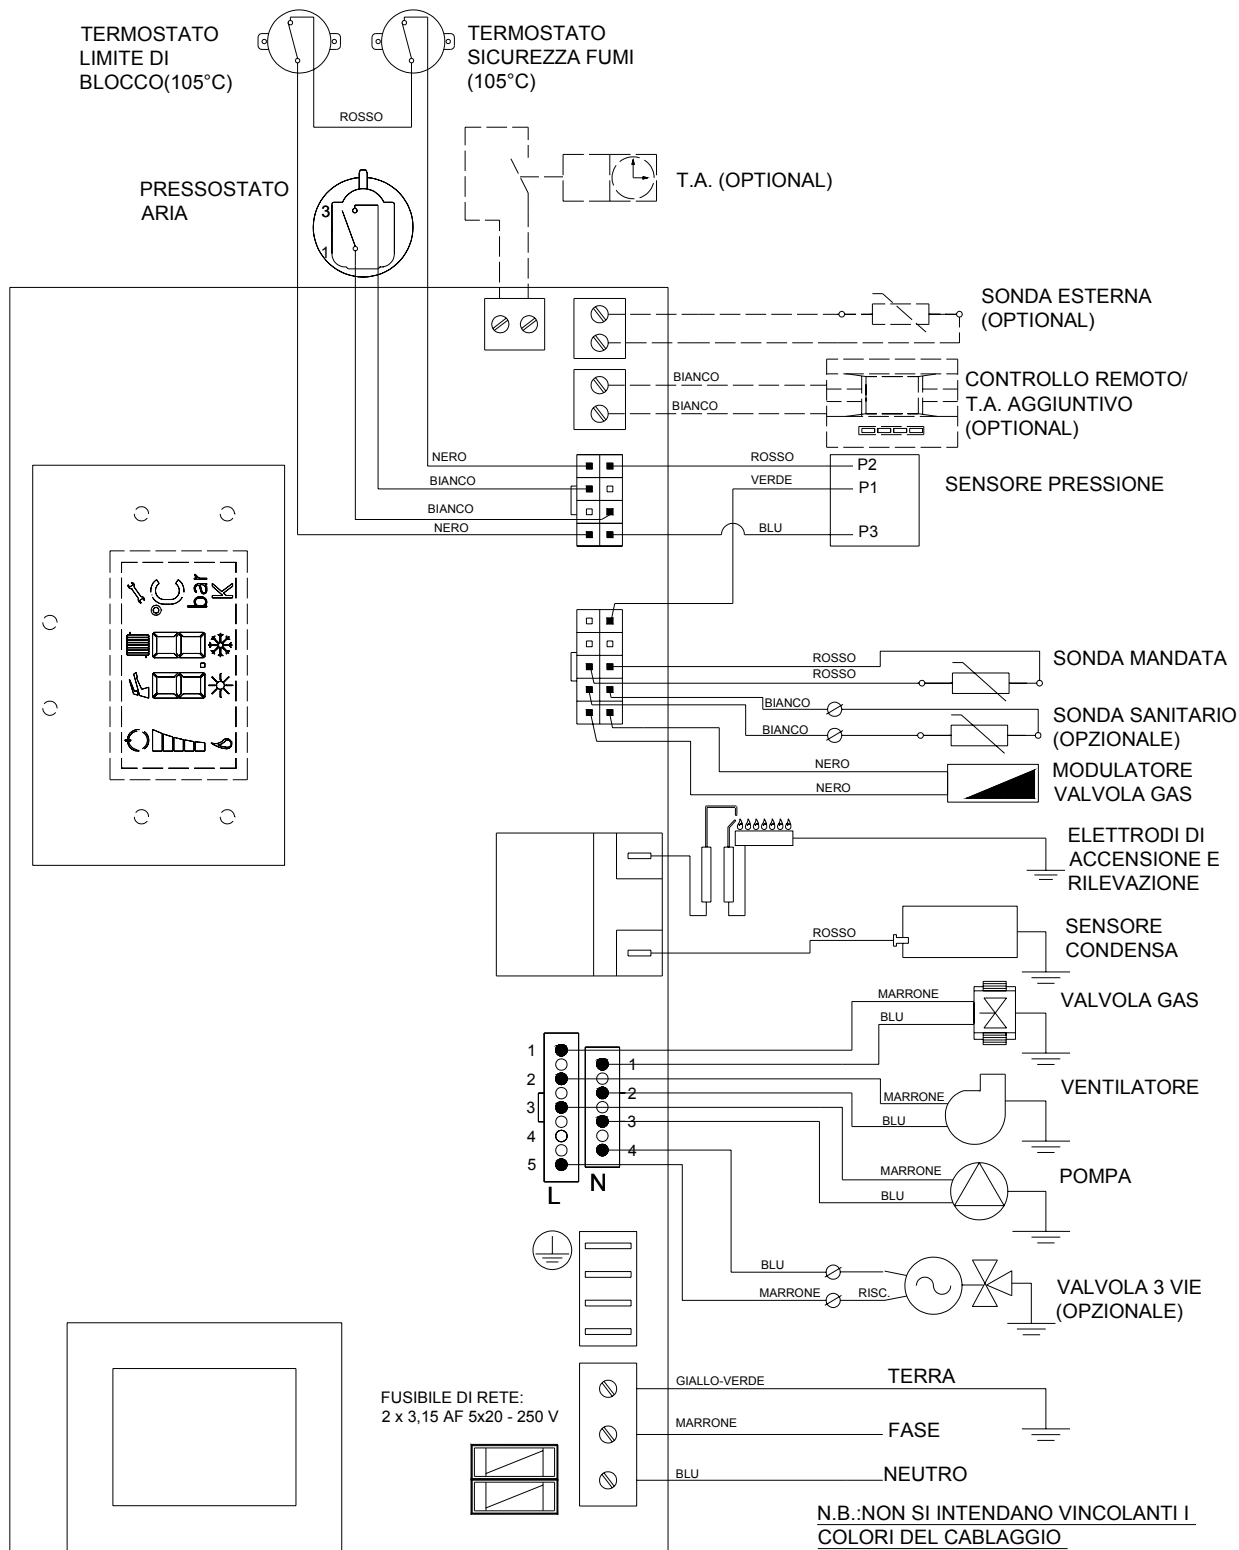 TERMOSTATO
LIMITE DI
BLOCCO(105°C)
TERMOSTATO
SICUREZZA FUMI
(105°C)
ROSSO
PRESSOSTATO
ARIA
3
1
T.A. (OPTIONAL)
SONDA ESTERNA
(OPTIONAL)
BIANCO
BIANCO
CONTROLLO REMOTO/
T.A. AGGIUNTIVO
(OPTIONAL)
NERO
BIANCO
BIANCO
NERO
ROSSO
VERDE
BLU
P2
P1
P3
SENSORE PRESSIONE
°C
bar
K
ROSSO
ROSSO
SONDA MANDATA
BIANCO
BIANCO
SONDA SANITARIO
(OPZIONALE)
NERO
NERO
MODULATORE
VALVOLA GAS
ELETTRODI DI
ACCENSIONE E
RILEVAZIONE
ROSSO
SENSORE
CONDENSA
MARRONE
BLU
VALVOLA GAS
1
2
3
4
5
L
1
2
3
4
N
MARRONE
BLU
VENTILATORE
MARRONE
BLU
POMPA
BLU
MARRONE
RISC.
VALVOLA 3 VIE
(OPZIONALE)
FUSIBILE DI RETE:
2 x 3,15 AF 5x20 - 250 V
GIALLO-VERDE
TERRA
MARRONE
FASE
BLU
NEUTRO
N.B.:NON SI INTENDANO VINCOLANTI I
COLORI DEL CABLAGGIO